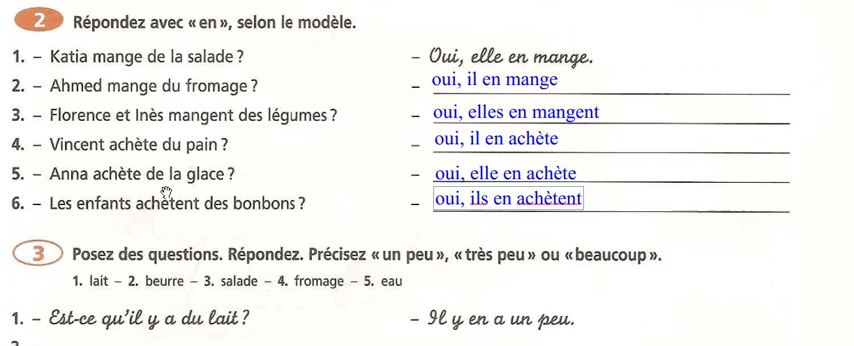 2 Répondez avec « en », selon le modèle.
1. – Katia mange de la salade ? – Oui, elle en mange.
2. – Ahmed mange du fromage ? – oui, il en mange
3. – Florence et Inès mangent des légumes ? – oui, elles en mangent
4. – Vincent achète du pain ? – oui, il en achète
5. – Anna achète de la glace ? – oui, elle en achète
6. – Les enfants achètent des bonbons ? – oui, ils en achètent
3 Posez des questions. Répondez. Précisez « un peu », « très peu » ou « beaucoup ».
1. lait – 2. beurre – 3. salade – 4. fromage – 5. eau
1. – Est-ce qu'il y a du lait ? – Il y en a un peu.